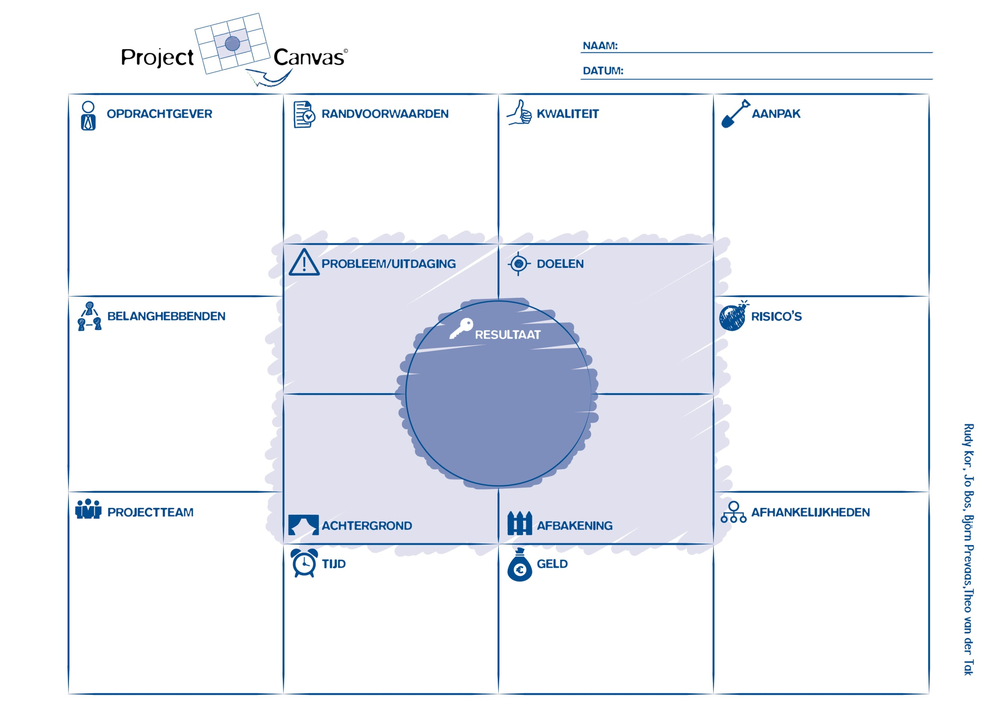 Project Canvas©
NAAM:
DATUM:
OPDRACHTGEVER
RANDVOORWAARDEN
KWALITEIT
AANPAK
PROBLEEM/UITDAGING
DOELEN
BELANGHEBBENDEN
RESULTAAT
RISICO'S
PROJECTTEAM
ACHTERGROND
AFBAKENING
AFHANKELIJKHEDEN
TIJD
€
GELD
Rudy Kor, Jo Bos, Björn Prevaas,Theo van der Tak